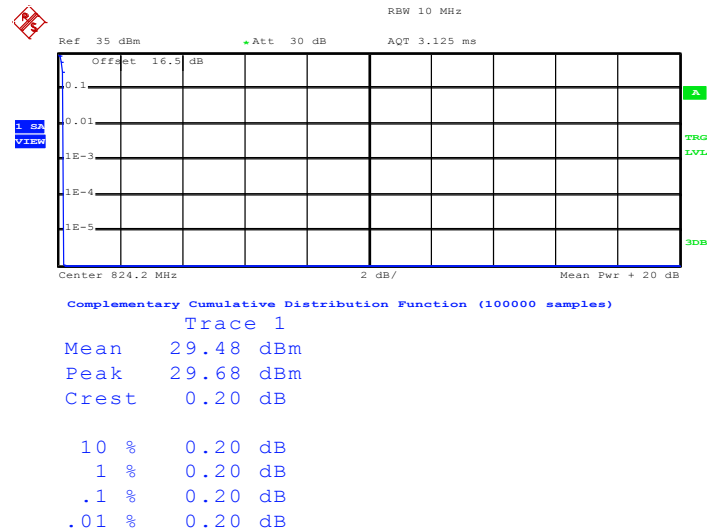 RBW 10 MHz
Ref 35 dBm *Att 30 dB AQT 3.125 ms
Offset 16.5 dB
0.1
A
0.01
1 SA
VIEW
TRG
LVL
1E-3
1E-4
1E-5
3DB
Center 824.2 MHz 2 dB/ Mean Pwr + 20 dB
Complementary Cumulative Distribution Function (100000 samples)
Trace 1
Mean 29.48 dBm
Peak 29.68 dBm
Crest 0.20 dB
10 % 0.20 dB
1 % 0.20 dB
.1 % 0.20 dB
.01 % 0.20 dB